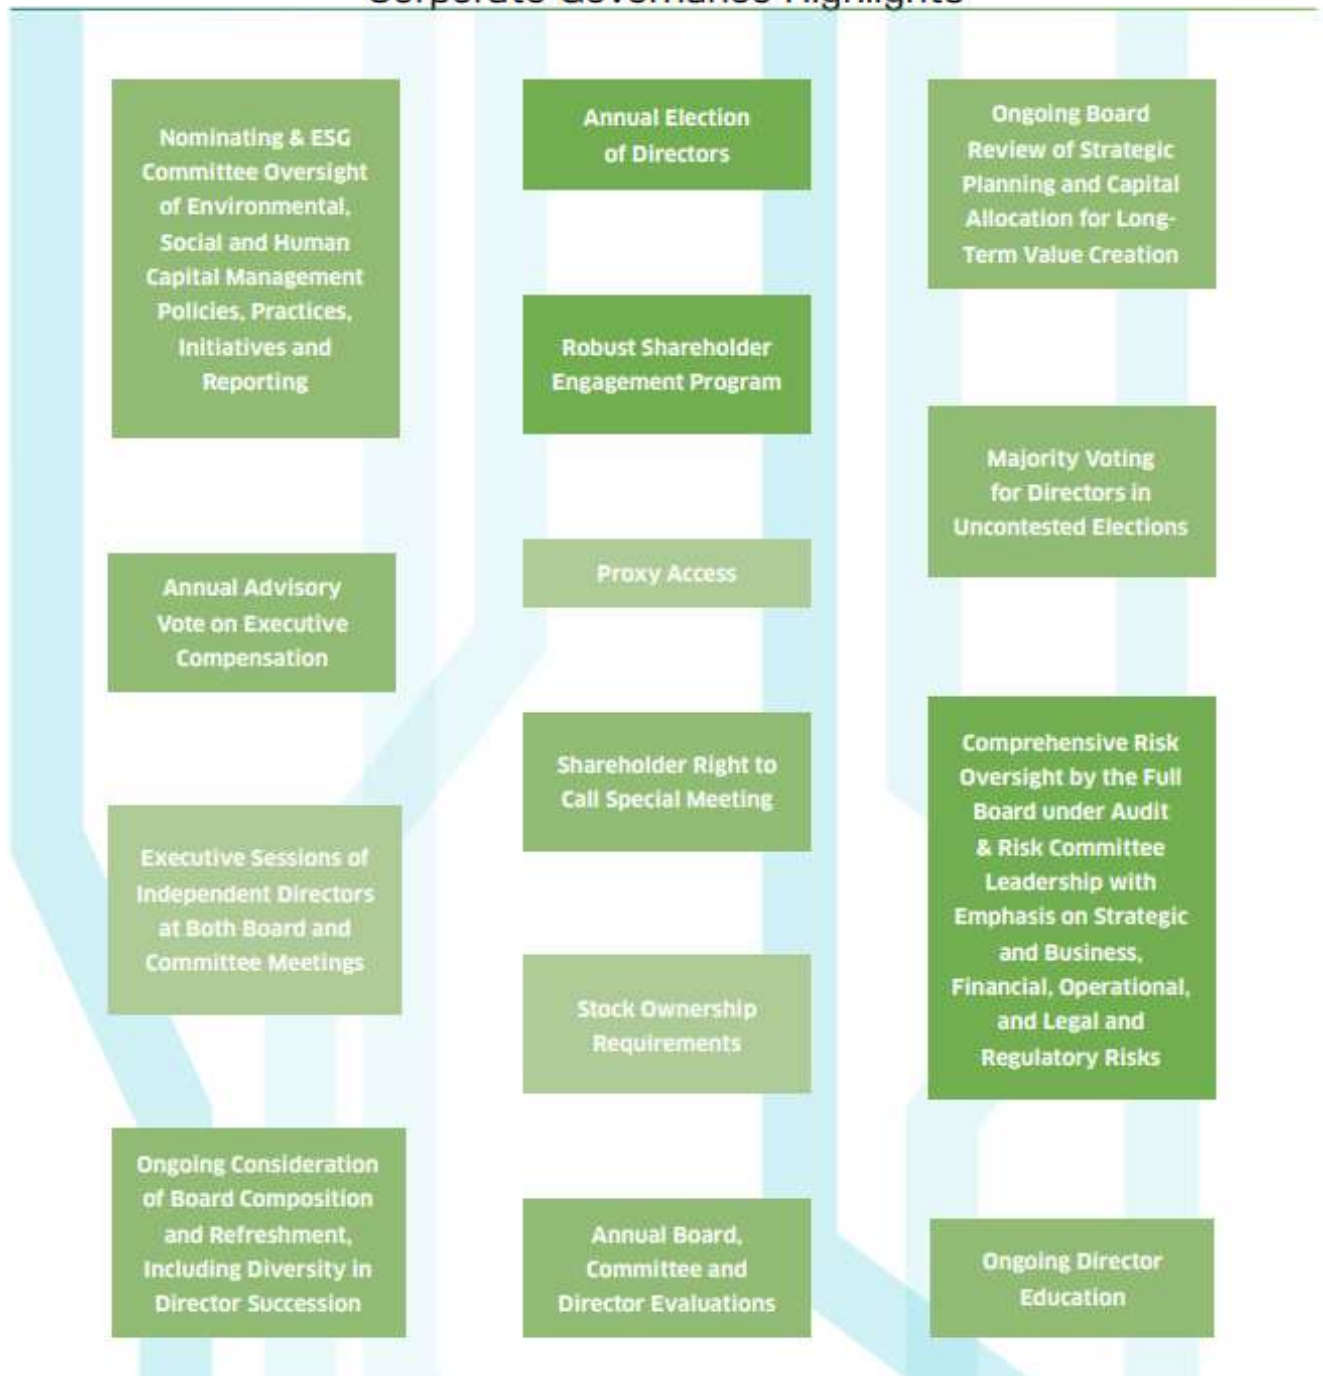 Corporate Governance Highlights
Nominating & ESG
Committee Oversight
of Environmental,
Social and Human
Capital Management
Policies, Practices,
Initiatives and
Reporting
Annual Advisory
Vote on Executive
Compensation
Executive Sessions of
Independent Directors
at Both Board and
Committee Meetings
Ongoing Consideration
of Board Composition
and Refreshment,
Including Diversity in
Director Succession
Annual Election
of Directors
Robust Shareholder
Engagement Program
Proxy Access
Shareholder Right to
Call Special Meeting
Stock Ownership
Requirements
Annual Board,
Committee and
Director Evaluations
Ongoing Board
Review of Strategic
Planning and Capital
Allocation for Long-
Term Value Creation
Majority Voting
for Directors in
Uncontested Elections
Comprehensive Risk
Oversight by the Full
Board under Audit
& Risk Committee
Leadership with
Emphasis on Strategic
and Business,
Financial, Operational,
and Legal and
Regulatory Risks
Ongoing Director
Education